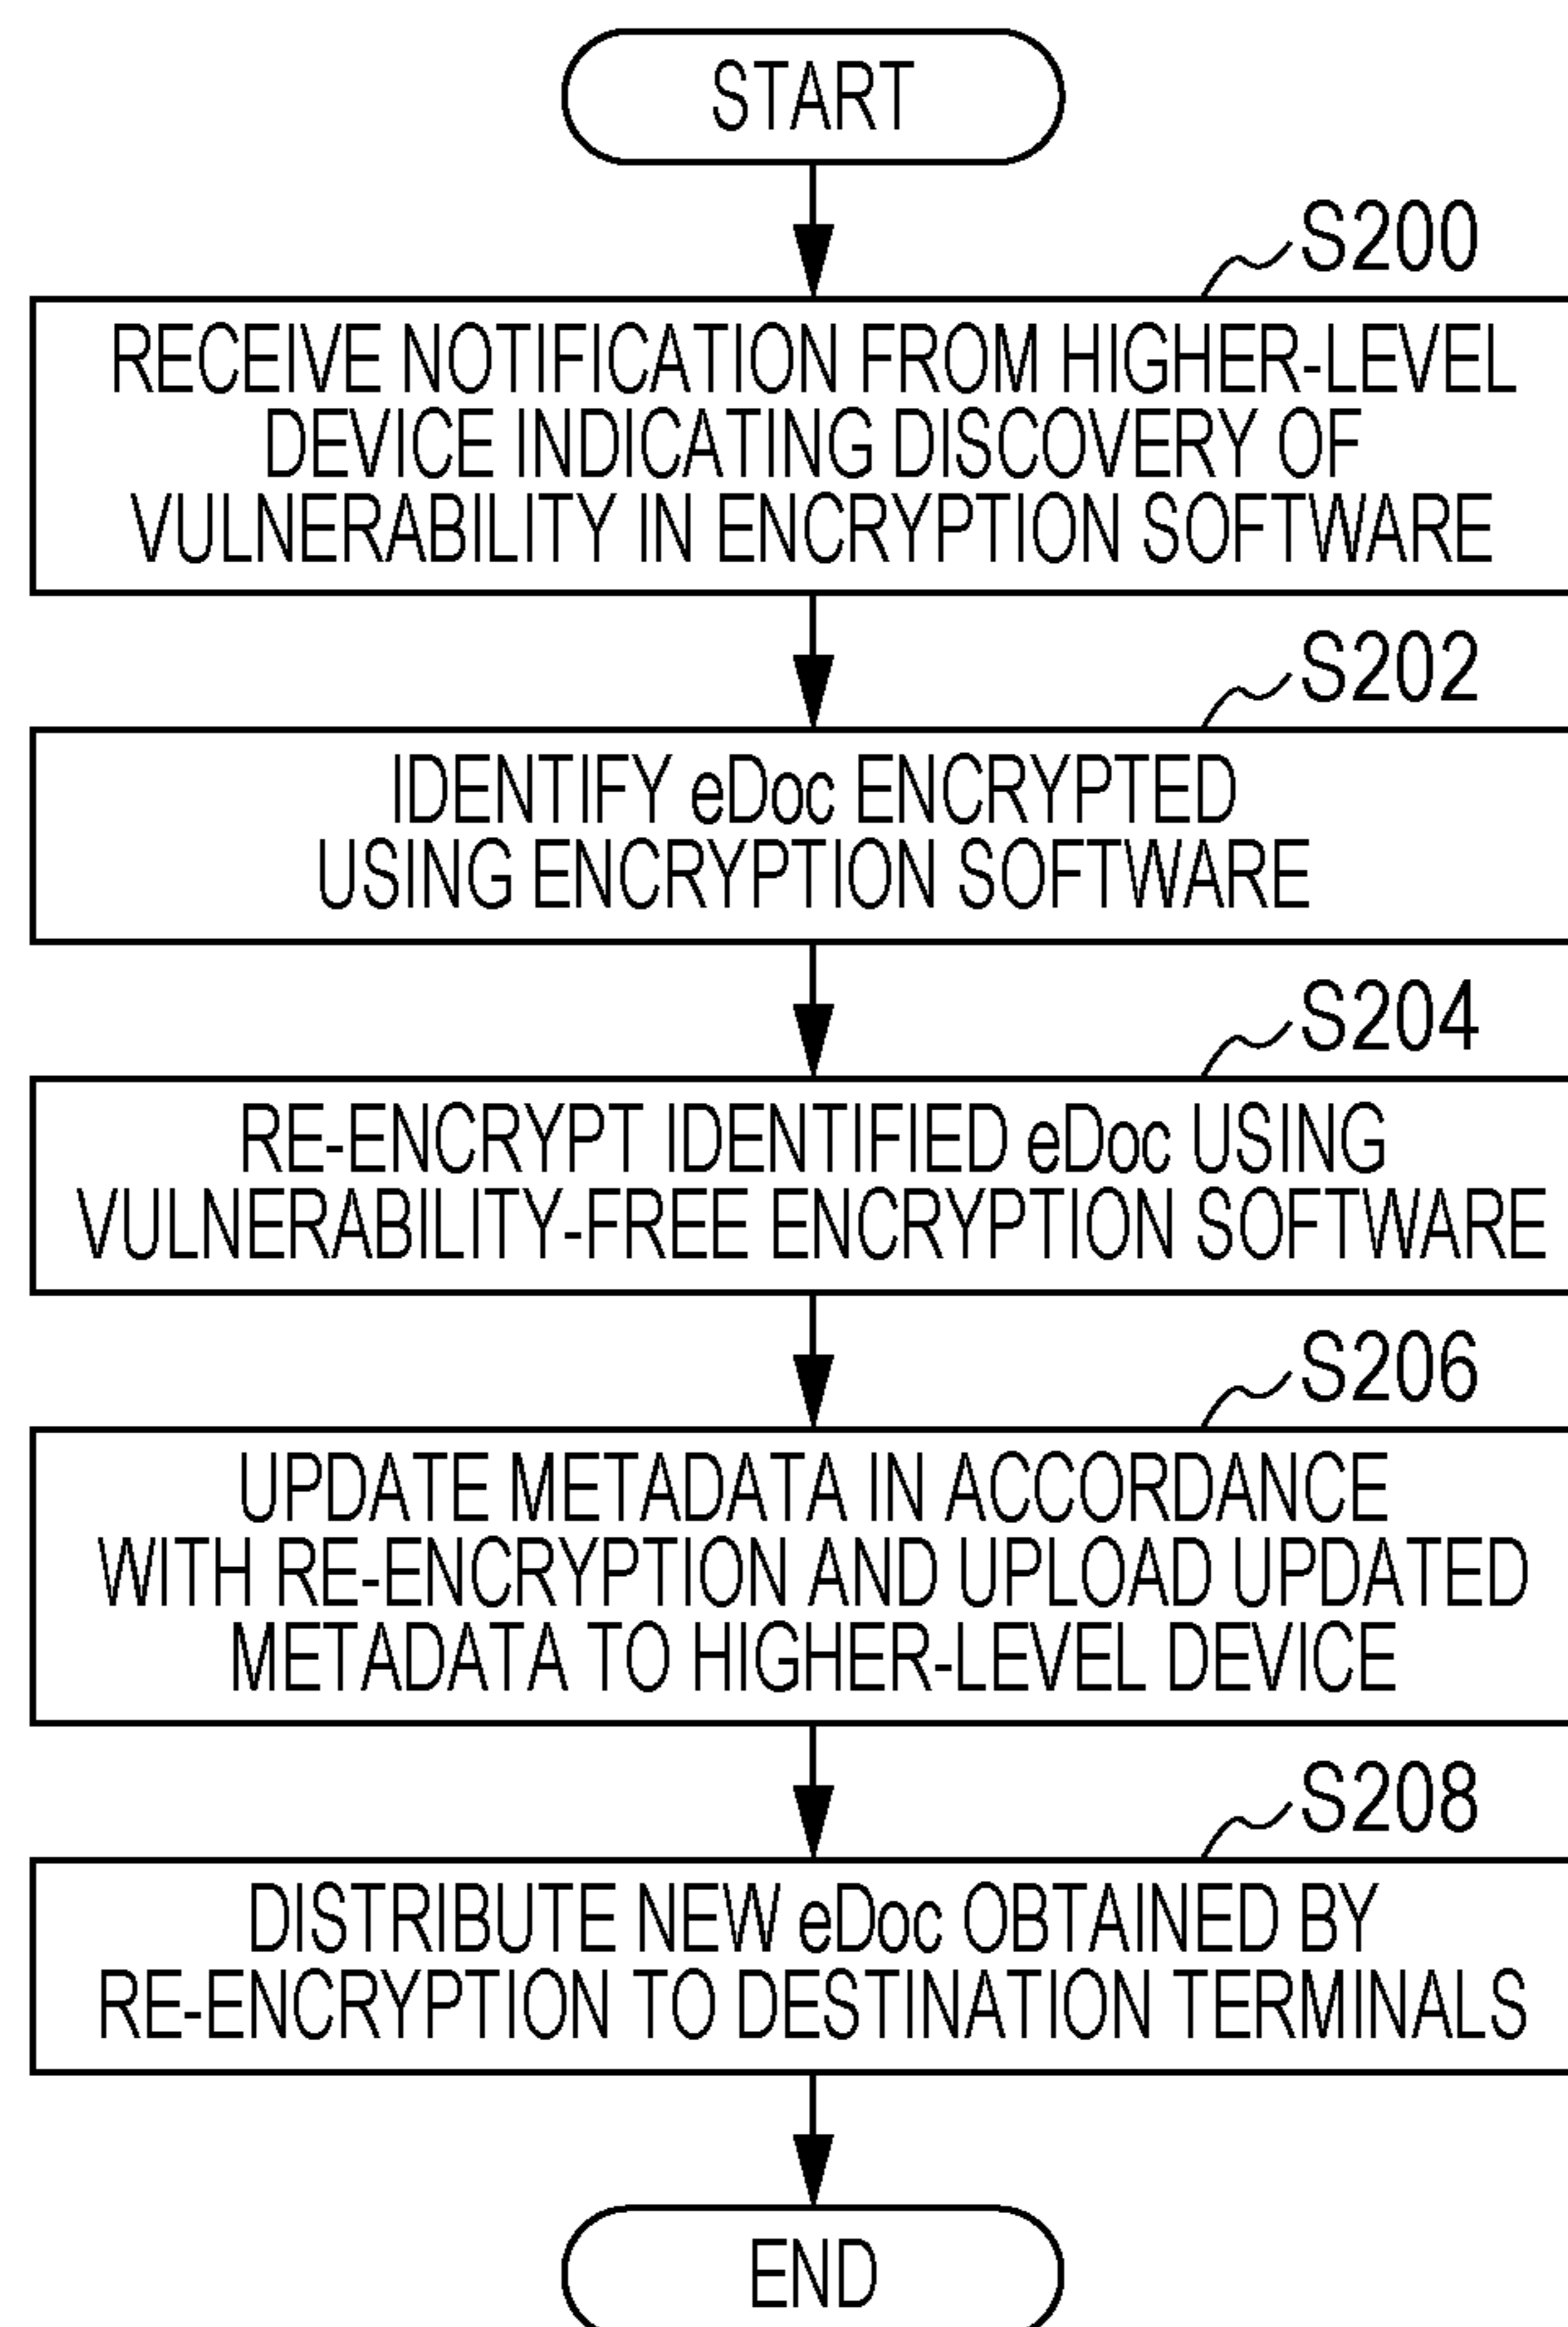 START
S200
RECEIVE NOTIFICATION FROM HIGHER-LEVEL
DEVICE INDICATING DISCOVERY OF
VULNERABILITY IN ENCRYPTION SOFTWARE
S202
IDENTIFY eDoc ENCRYPTED
USING ENCRYPTION SOFTWARE
S204
RE-ENCRYPT IDENTIFIED eDoc USING
VULNERABILITY-FREE ENCRYPTION SOFTWARE
S206
UPDATE METADATA IN ACCORDANCE
WITH RE-ENCRYPTION AND UPLOAD UPDATED
METADATA TO HIGHER-LEVEL DEVICE
S208
DISTRIBUTE NEW eDoc OBTAINED BY
RE-ENCRYPTION TO DESTINATION TERMINALS
END